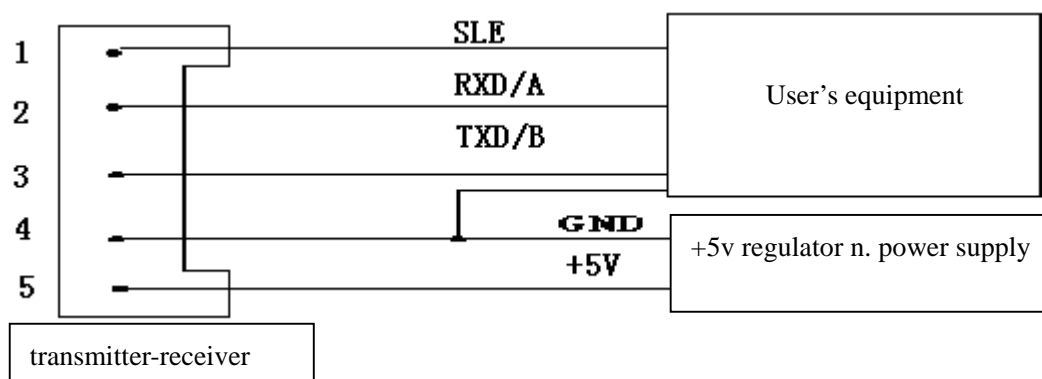 1
SLE
2
RXD/A
User's equipment
3
TXD/B
4
GND
+5v regulator n. power supply
5
+5V
transmitter-receiver